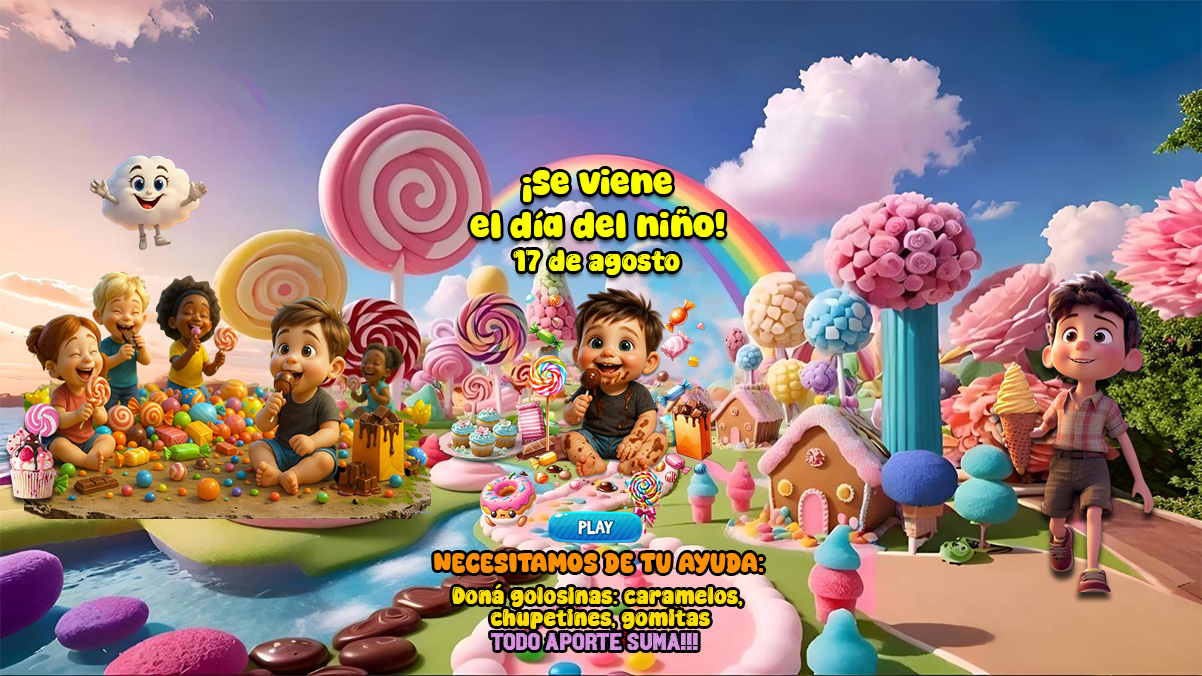 ¡Se viene
el día del niño!
17 de agosto
PLAY
NECESITAMOS DE TU AYUDA:
Doná golosinas: caramelos,
chupetines, gomitas
TODO APORTE SUMA!!!